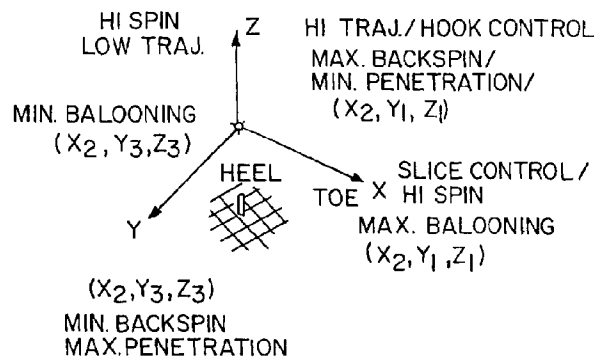 HI SPIN
LOW TRAJ.
Z
HI TRAJ./HOOK CONTROL
MAX. BACKSPIN/
MIN. PENETRATION/
(X2, Y1, Z1)
MIN. BALOONING
(X2, Y3, Z3)
HEEL
TOE
X
SLICE CONTROL/
HI SPIN
MAX. BALOONING
(X2, Y1, Z1)
Y
(X2, Y3, Z3)
MIN. BACKSPIN
MAX. PENETRATION